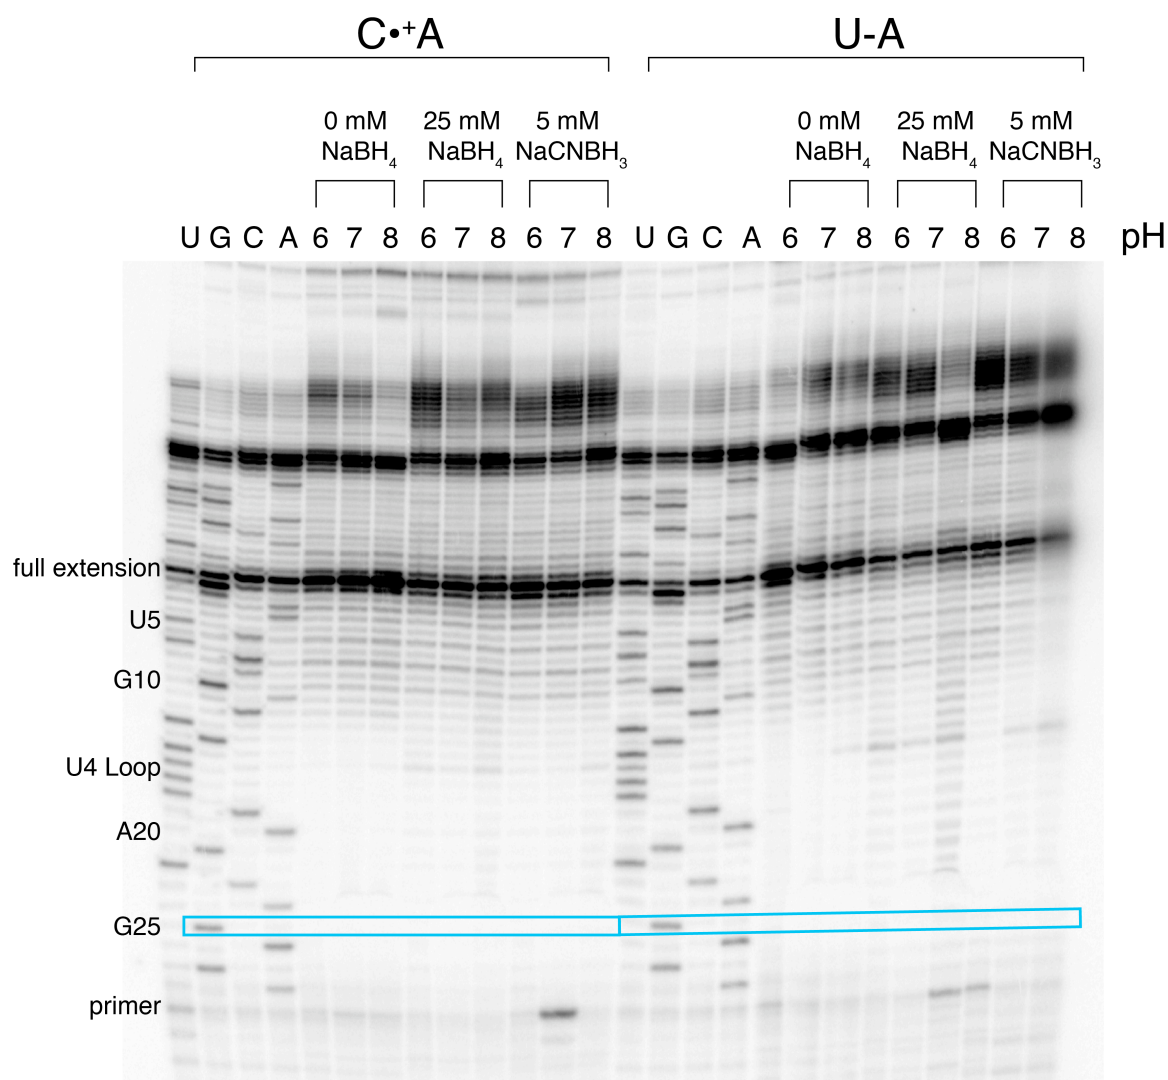 C•⁺A U-A
0 mM 25 mM 5 mM 0 mM 25 mM 5 mM
NaBH₄ NaBH₄ NaCNBH₃ NaBH₄ NaBH₄ NaCNBH₃
U G C A 6 7 8 6 7 8 6 7 8 U G C A 6 7 8 6 7 8 6 7 8 pH
full extension
U5
G10
U4 Loop
A20
G25
primer